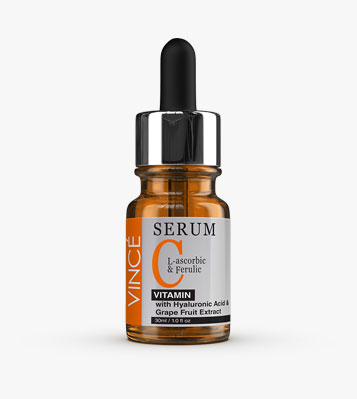 VINCÉ
SERUM
C
L-ascorbic
& Ferulic
VITAMIN
with Hyaluronic Acid &
Grape Fruit Extract
30ml / 1.0 fl oz